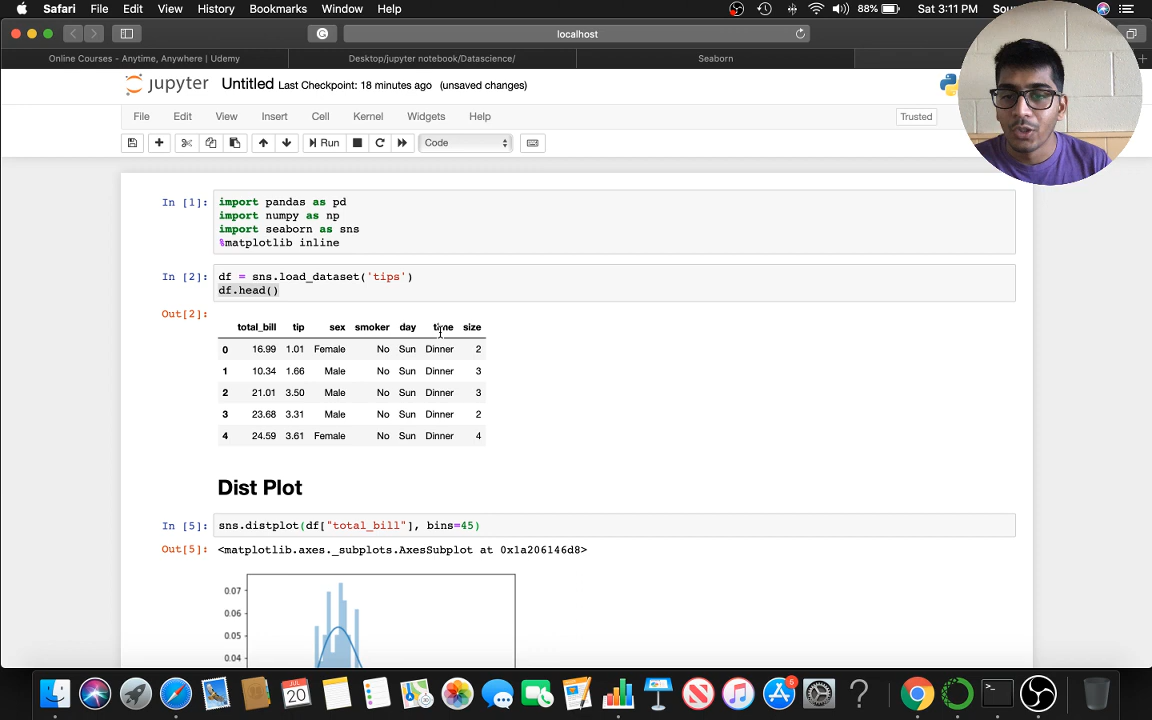 Safari File Edit View History Bookmarks Window Help 88% Sat 3:11 PM
localhost
Online Courses - Anytime, Anywhere | Udemy Desktop/jupyter notebook/Datascience/ Seaborn
jupyter Untitled Last Checkpoint: 18 minutes ago (unsaved changes)
File Edit View Insert Cell Kernel Widgets Help Trusted
Run Code
In [1]: import pandas as pd
import numpy as np
import seaborn as sns
%matplotlib inline
In [2]: df = sns.load_dataset('tips')
df.head()
Out[2]:
total_bill tip sex smoker day time size
0 16.99 1.01 Female No Sun Dinner 2
1 10.34 1.66 Male No Sun Dinner 3
2 21.01 3.50 Male No Sun Dinner 3
3 23.68 3.31 Male No Sun Dinner 2
4 24.59 3.61 Female No Sun Dinner 4
Dist Plot
In [5]: sns.distplot(df["total_bill"], bins=45)
Out[5]: <matplotlib.axes._subplots.AxesSubplot at 0x1a206146d8>
0.07
0.06
0.05
0.04
20
5